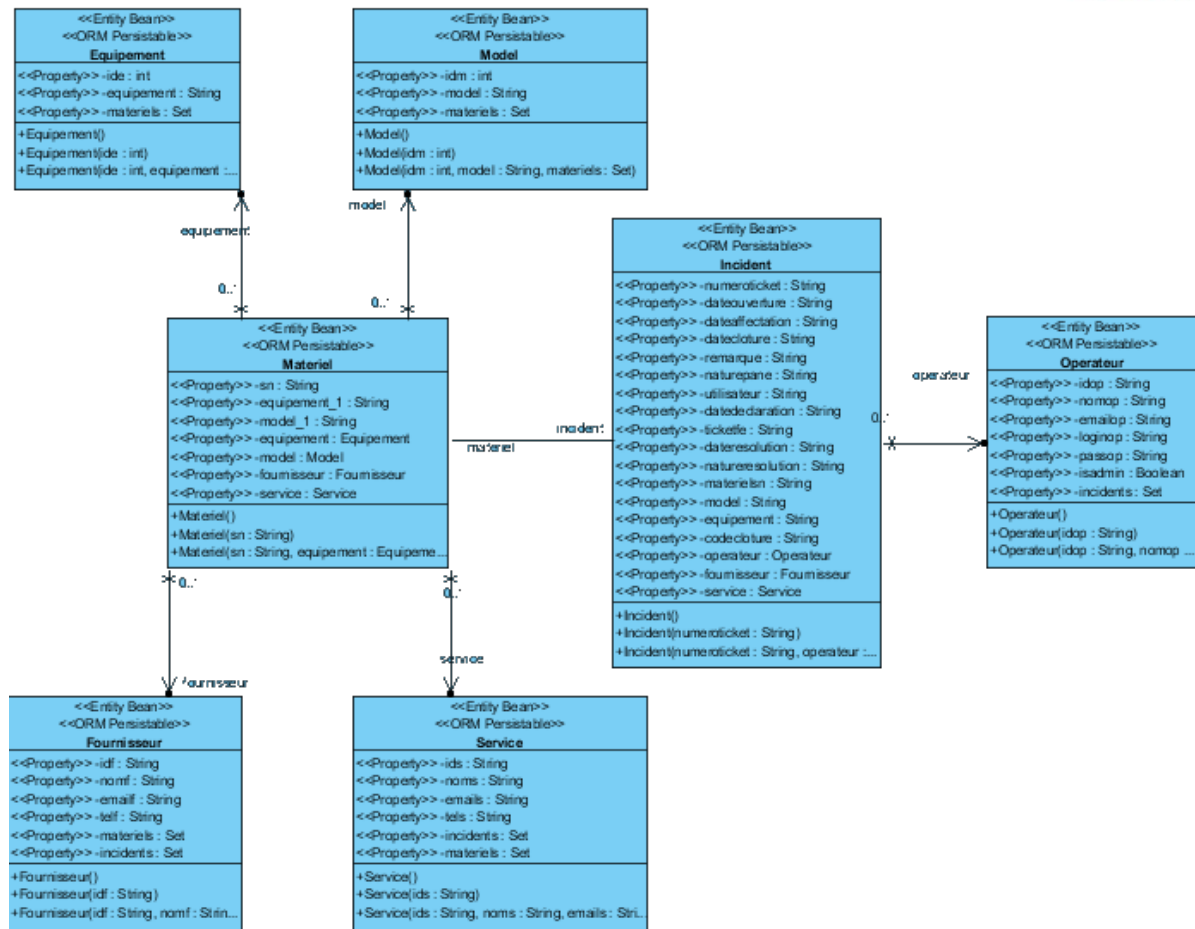 <<Entity Bean>>
<<ORM Persistable>>
Equipement
<<Property>> -ide : int
<<Property>> -equipement : String
<<Property>> -materiels : Set
+Equipement()
+Equipement(ide : int)
+Equipement(ide : int, equipement :...
<<Entity Bean>>
<<ORM Persistable>>
Model
<<Property>> -idm : int
<<Property>> -model : String
<<Property>> -materiels : Set
+Model()
+Model(idm : int)
+Model(idm : int, model : String, materiels : Set)
equipement
model
0..*
0..*
<<Entity Bean>>
<<ORM Persistable>>
Materiel
<<Property>> -sn : String
<<Property>> -equipement_1 : String
<<Property>> -model_1 : String
<<Property>> -equipement : Equipement
<<Property>> -model : Model
<<Property>> -fournisseur : Fournisseur
<<Property>> -service : Service
+Materiel()
+Materiel(sn : String)
+Materiel(sn : String, equipement : Equipeme...
incident
materiel
<<Entity Bean>>
<<ORM Persistable>>
Incident
<<Property>> -numeroticket : String
<<Property>> -dateouverture : String
<<Property>> -dateaffectation : String
<<Property>> -datecloture : String
<<Property>> -remarque : String
<<Property>> -naturepane : String
<<Property>> -utilisateur : String
<<Property>> -datedeclaration : String
<<Property>> -ticketfe : String
<<Property>> -dateresolution : String
<<Property>> -natureresolution : String
<<Property>> -materielsn : String
<<Property>> -model : String
<<Property>> -equipement : String
<<Property>> -codecloture : String
<<Property>> -operateur : Operateur
<<Property>> -fournisseur : Fournisseur
<<Property>> -service : Service
+Incident()
+Incident(numeroticket : String)
+Incident(numeroticket : String, operateur :...
operateur
0..*
<<Entity Bean>>
<<ORM Persistable>>
Operateur
<<Property>> -idop : String
<<Property>> -nomop : String
<<Property>> -emailop : String
<<Property>> -loginop : String
<<Property>> -passop : String
<<Property>> -isadmin : Boolean
<<Property>> -incidents : Set
+Operateur()
+Operateur(idop : String)
+Operateur(idop : String, nomop ...
0..*
0..*
fournisseur
service
<<Entity Bean>>
<<ORM Persistable>>
Fournisseur
<<Property>> -idf : String
<<Property>> -nomf : String
<<Property>> -emailf : String
<<Property>> -telf : String
<<Property>> -materiels : Set
<<Property>> -incidents : Set
+Fournisseur()
+Fournisseur(idf : String)
+Fournisseur(idf : String, nomf : Strin...
<<Entity Bean>>
<<ORM Persistable>>
Service
<<Property>> -ids : String
<<Property>> -noms : String
<<Property>> -emails : String
<<Property>> -tels : String
<<Property>> -incidents : Set
<<Property>> -materiels : Set
+Service()
+Service(ids : String)
+Service(ids : String, noms : String, emails : Stri...